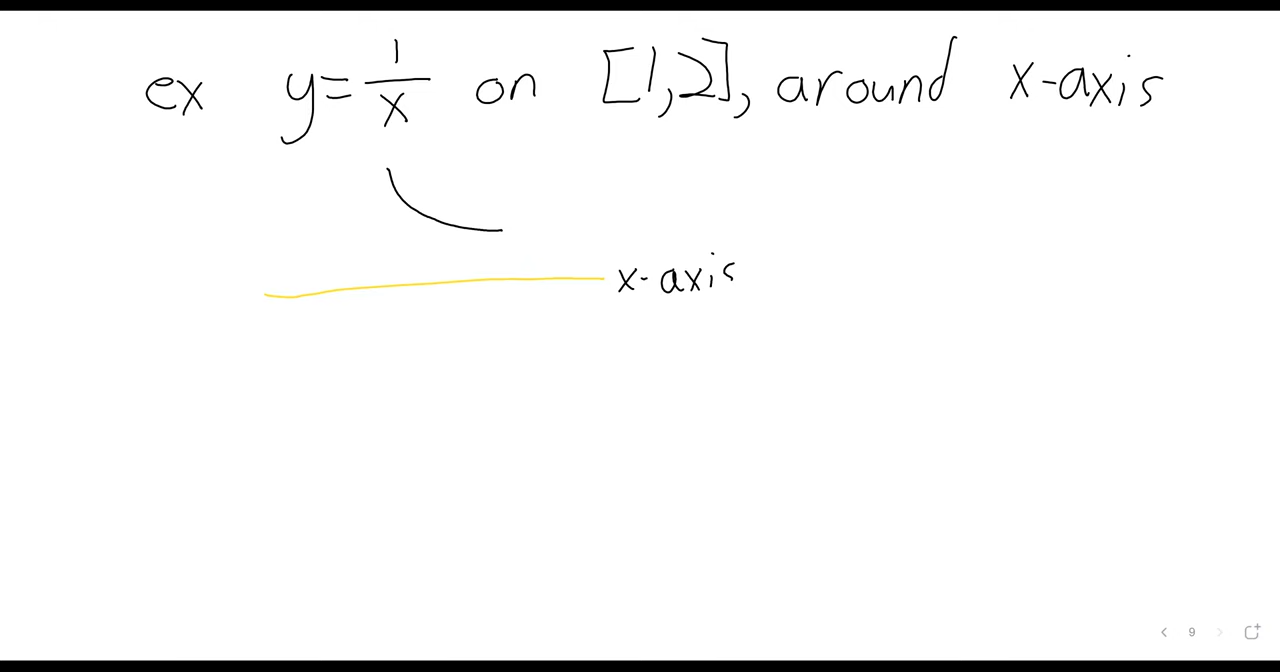 ex y=1/x on [1,2], around x-axis
x-axis
9